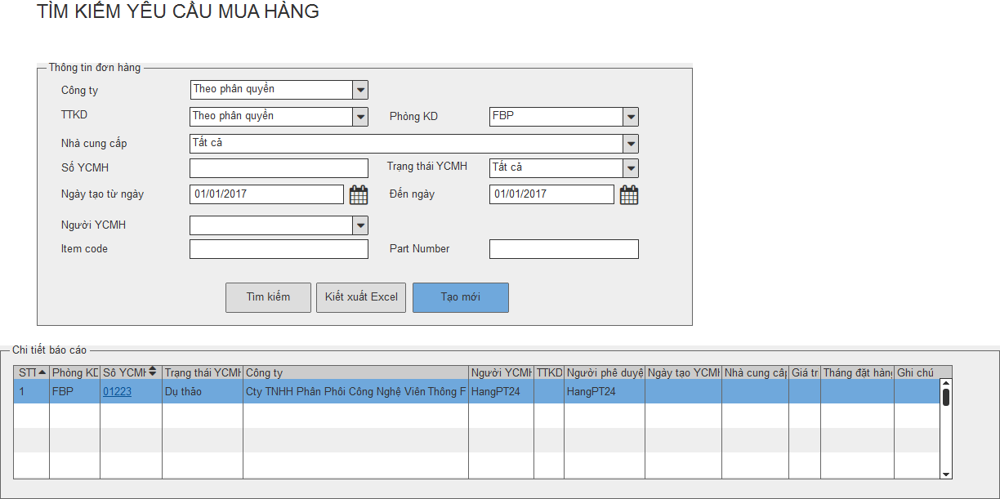 TÌM KIẾM YÊU CẦU MUA HÀNG
Thông tin đơn hàng
Công ty Theo phân quyền
TTKD Theo phân quyền Phòng KD FBP
Nhà cung cấp Tất cả
Số YCMH Trạng thái YCMH Tất cả
Ngày tạo từ ngày 01/01/2017 Đến ngày 01/01/2017
Người YCMH
Item code Part Number
Tìm kiếm Kiết xuất Excel Tạo mới
Chi tiết báo cáo
STT Phòng KD Số YCMH Trạng thái YCMH Công ty Người YCMH TTKD Người phê duyệ Ngày tạo YCMH Nhà cung cấp Giá tr Tháng đặt hàng Ghi chú
1 FBP 01223 Dự thảo Cty TNHH Phân Phối Công Nghệ Viễn Thông F HangPT24 HangPT24